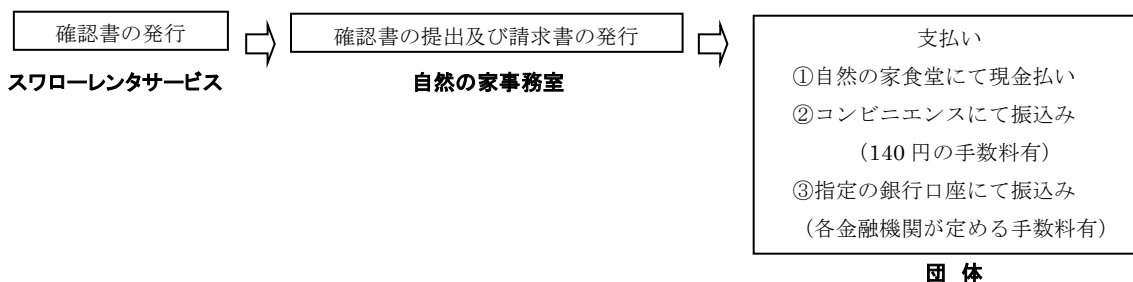 確認書の発行
スワローレンタサービス
確認書の提出及び請求書の発行
自然の家事務室
支払い
①自然の家食堂にて現金払い
②コンビニエンスにて振込み
（140円の手数料有）
③指定の銀行口座にて振込み
（各金融機関が定める手数料有）
団 体